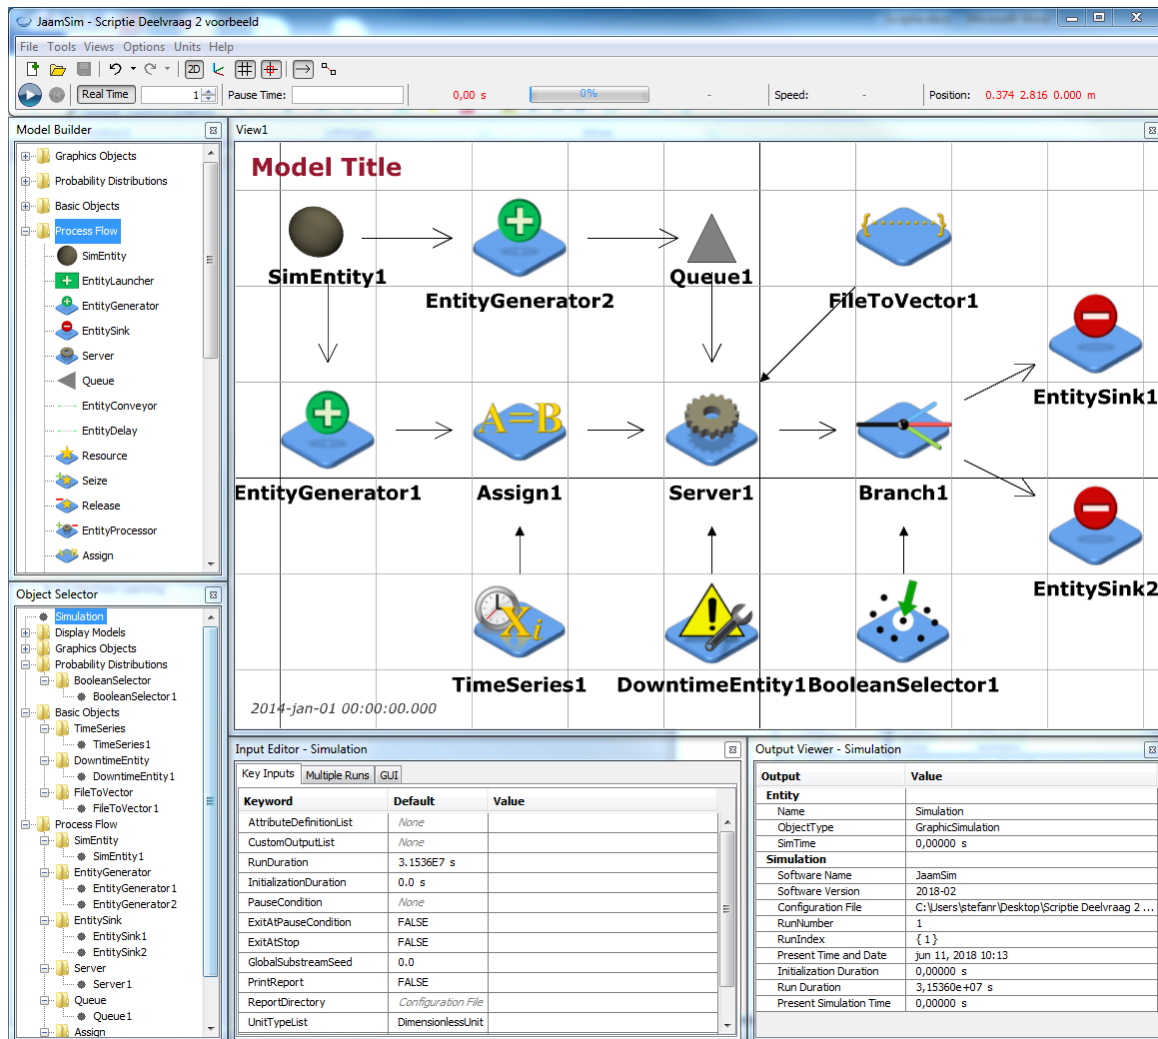 JaamSim - Scriptie Deelvraag 2 voorbeeld
File Tools Views Options Units Help
2D
Real Time 1 Pause Time: 0,00 s 0% - Speed: - Position: 0.374 2.816 0.000 m
Model Builder
Graphics Objects
Probability Distributions
Basic Objects
Process Flow
SimEntity
EntityLauncher
EntityGenerator
EntitySink
Server
Queue
EntityConveyor
EntityDelay
Resource
Seize
Release
EntityProcessor
Assign
Object Selector
Simulation
Display Models
Graphics Objects
Probability Distributions
BooleanSelector
BooleanSelector1
Basic Objects
TimeSeries
TimeSeries1
DowntimeEntity
DowntimeEntity1
FileToVector
FileToVector1
Process Flow
SimEntity
SimEntity1
EntityGenerator
EntityGenerator1
EntityGenerator2
EntitySink
EntitySink1
EntitySink2
Server
Server1
Queue
Queue1
Assign
View1
Model Title
SimEntity1
EntityGenerator2
Queue1
{........}
FileToVector1
EntitySink1
EntityGenerator1
A=B
Assign1
Server1
Branch1
EntitySink2
Xi
TimeSeries1
DowntimeEntity1
BooleanSelector1
2014-jan-01 00:00:00.000
Input Editor - Simulation
Key Inputs Multiple Runs GUI
Keyword Default Value
AttributeDefinitionList None
CustomOutputList None
RunDuration 3.1536E7 s
InitializationDuration 0.0 s
PauseCondition None
ExitAtPauseCondition FALSE
ExitAtStop FALSE
GlobalSubstreamSeed 0.0
PrintReport FALSE
ReportDirectory Configuration File
UnitTypeList DimensionlessUnit
Output Viewer - Simulation
Output Value
Entity
Name Simulation
ObjectType GraphicSimulation
SimTime 0,00000 s
Simulation
Software Name JaamSim
Software Version 2018-02
Configuration File C:\Users\stefanr\Desktop\Scriptie Deelvraag 2 ...
RunNumber 1
RunIndex { 1 }
Present Time and Date jun 11, 2018 10:13
Initialization Duration 0,00000 s
Run Duration 3,15360e+07 s
Present Simulation Time 0,00000 s